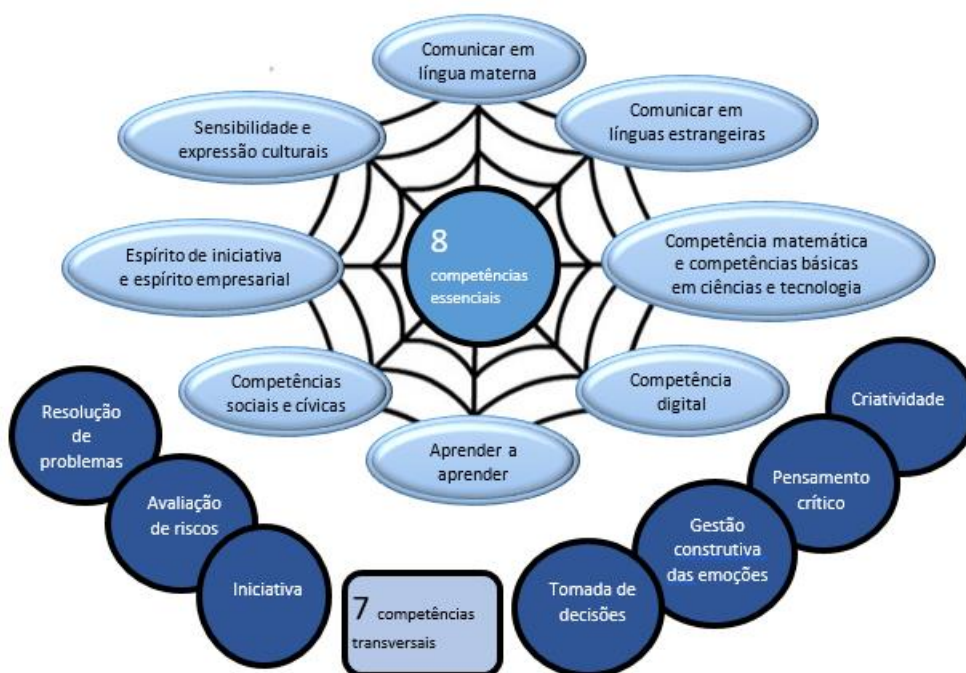 Comunicar em
língua materna
Comunicar em
línguas estrangeiras
Sensibilidade e
expressão culturais
8
competências
essenciais
Espírito de iniciativa
e espírito empresarial
Competência matemática
e competências básicas
em ciências e tecnologia
Competências
sociais e cívicas
Competência
digital
Aprender a
aprender
Resolução
de
problemas
Avaliação
de riscos
Iniciativa
7 competências
transversais
Tomada de
decisões
Gestão
construtiva
das emoções
Pensamento
crítico
Criatividade